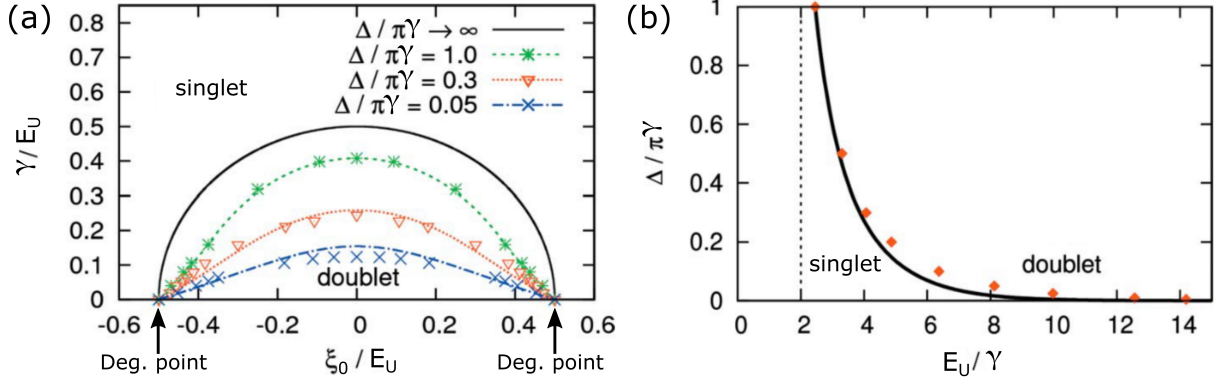 (a)
Δ / πγ → ∞
Δ / πγ = 1.0
Δ / πγ = 0.3
Δ / πγ = 0.05
singlet
doublet
γ / E_U
0.8
0.7
0.6
0.5
0.4
0.3
0.2
0.1
0
-0.6 -0.4 -0.2 0 0.2 0.4 0.6
Deg. point Deg. point
ξ₀ / E_U
(b)
Δ / πγ
1
0.8
0.6
0.4
0.2
0
singlet
doublet
0 2 4 6 8 10 12 14
E_U / γ